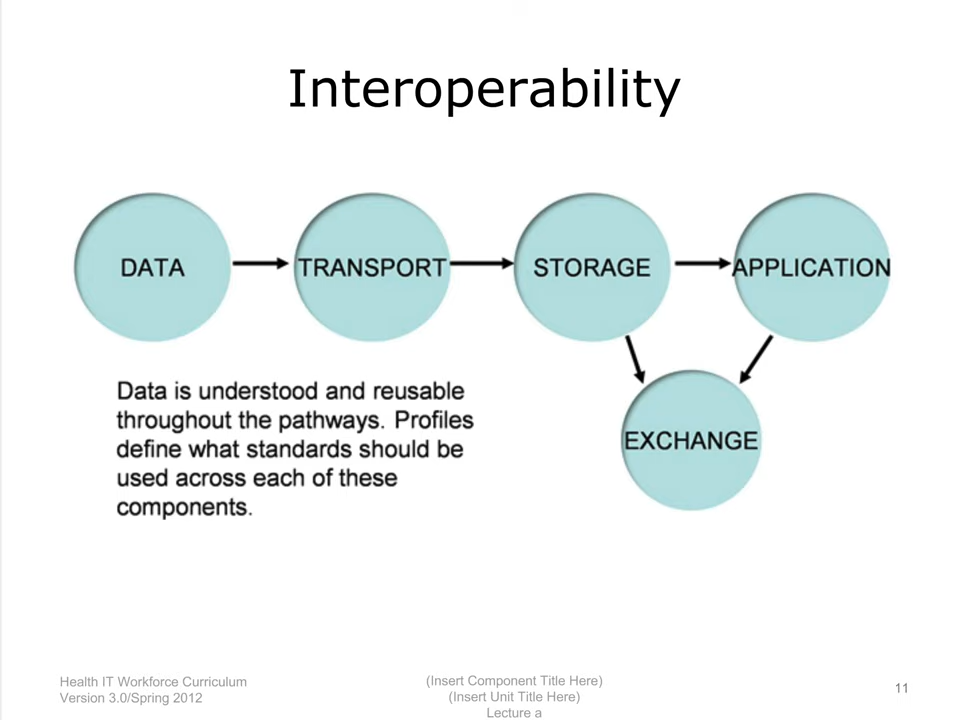 Interoperability
DATA
TRANSPORT
STORAGE
APPLICATION
EXCHANGE
Data is understood and reusable
throughout the pathways. Profiles
define what standards should be
used across each of these
components.
Health IT Workforce Curriculum
Version 3.0/Spring 2012
(Insert Component Title Here)
(Insert Unit Title Here)
Lecture a
11